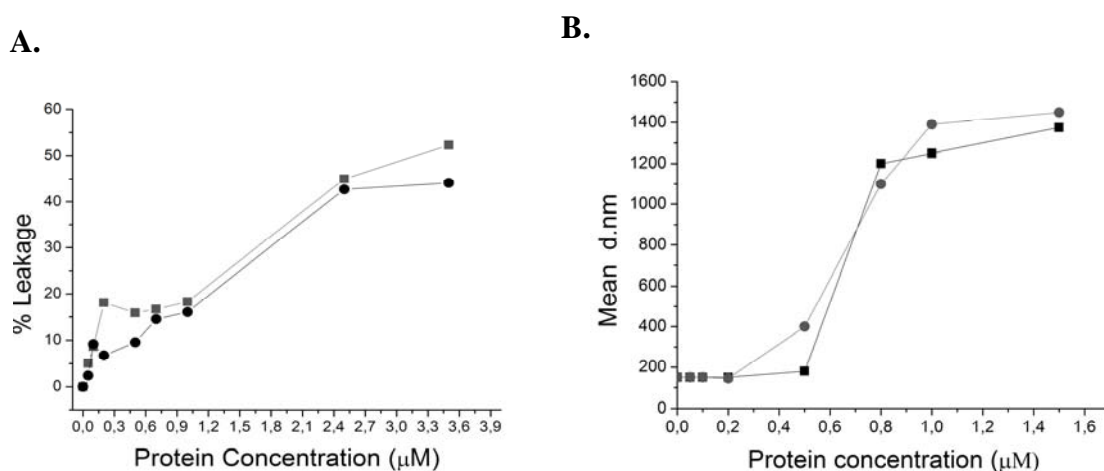 A.
60
50
40
30
20
10
0
% Leakage
0,0 0,3 0,6 0,9 1,2 1,5 1,8 2,1 2,4 2,7 3,0 3,3 3,6 3,9
Protein Concentration (μM)
B.
1600
1400
1200
1000
800
600
400
200
0
Mean d.nm
0,0 0,2 0,4 0,6 0,8 1,0 1,2 1,4 1,6
Protein concentration (μM)